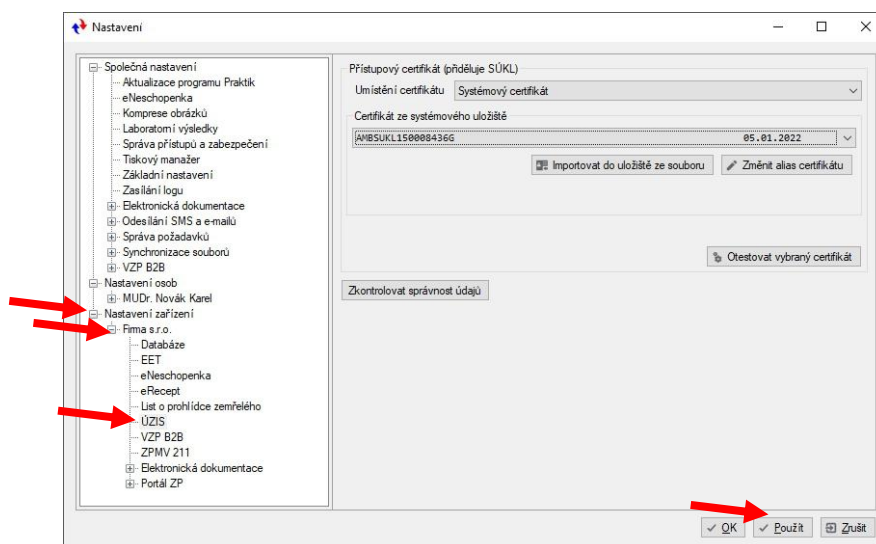 Nastavení
Společná nastavení
Aktualizace programu Praktik
eNeschopenka
Komprese obrázků
Laboratorní výsledky
Správa přístupů a zabezpečení
Tiskový manažer
Základní nastavení
Zasílání logu
Elektronická dokumentace
Odesílání SMS a e-mailů
Správa požadavků
Synchronizace souborů
VZP B2B
Nastavení osob
MUDr. Novák Karel
Nastavení zařízení
Firma s.r.o.
Databáze
EET
eNeschopenka
eRecept
List o prohlídce zemřelého
ÚZIS
VZP B2B
ZPMV 211
Elektronická dokumentace
Portál ZP
Přístupový certifikát (přiděluje SÚKL)
Umístění certifikátu Systémový certifikát
Certifikát ze systémového uložiště
AMBSUKL150008436G 05.01.2022
Importovat do uložiště ze souboru Změnit alias certifikátu
Otestovat vybraný certifikát
Zkontrolovat správnost údajů
OK Použít Zrušit